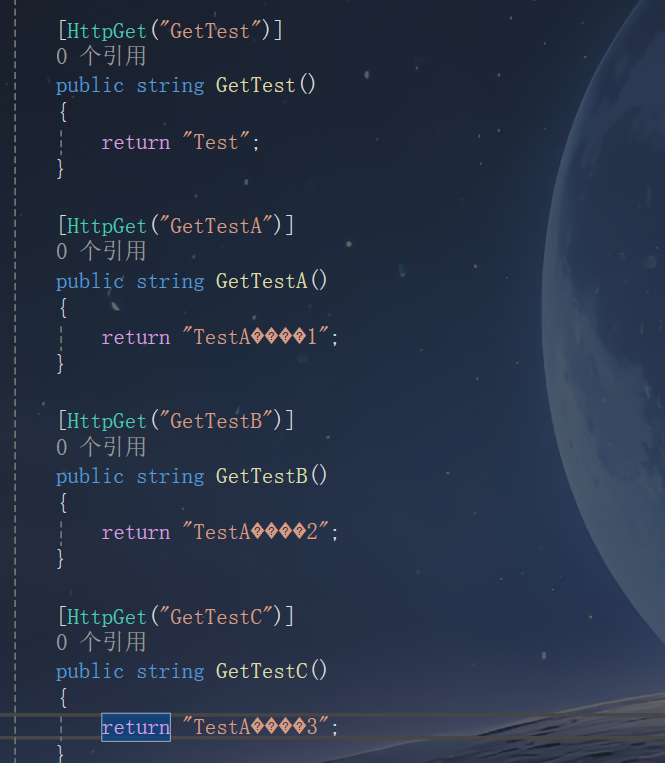 [HttpGet("GetTest")]
0 个引用
public string GetTest()
{
return "Test";
}
[HttpGet("GetTestA")]
0 个引用
public string GetTestA()
{
return "TestA����1";
}
[HttpGet("GetTestB")]
0 个引用
public string GetTestB()
{
return "TestA����2";
}
[HttpGet("GetTestC")]
0 个引用
public string GetTestC()
{
return "TestA����3";
}